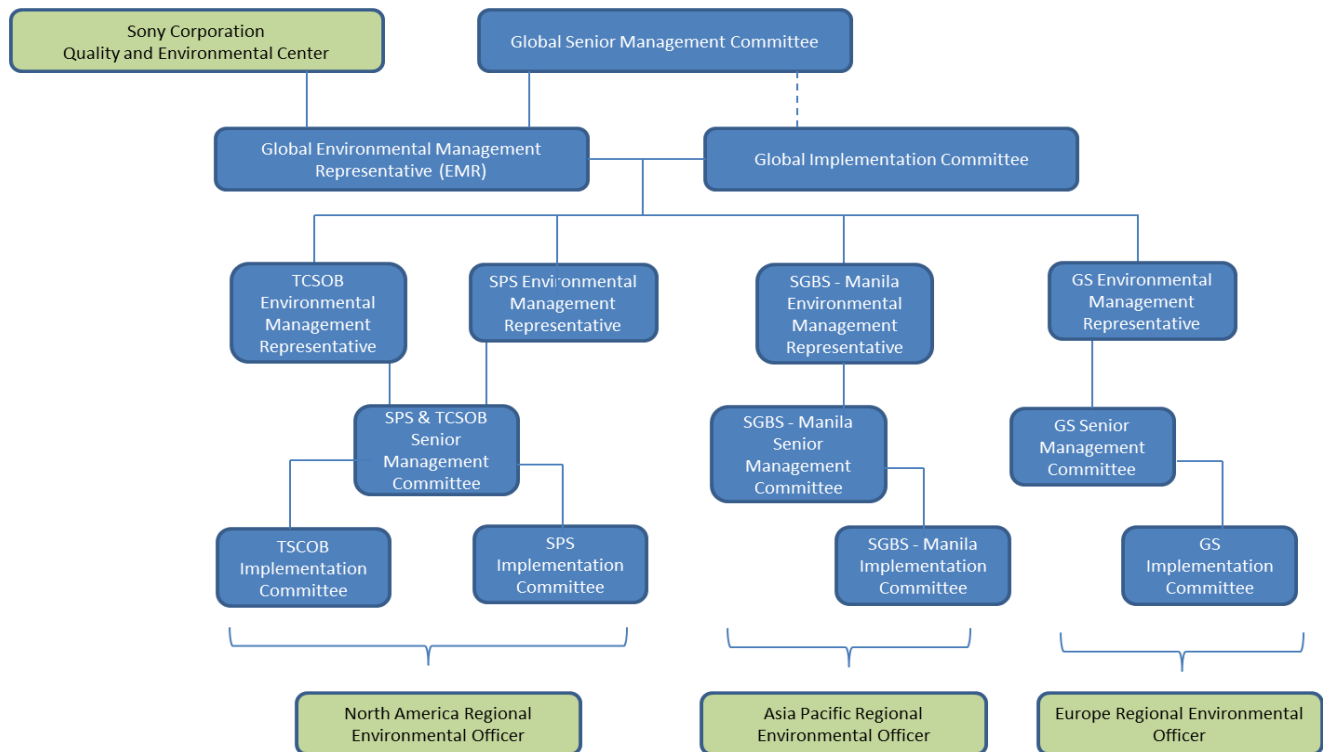 Sony Corporation
Quality and Environmental Center
Global Senior Management Committee
Global Environmental Management
Representative (EMR)
Global Implementation Committee
TCSOB
Environmental
Management
Representative
SPS Environmental
Management
Representative
SGBS - Manila
Environmental
Management
Representative
GS Environmental
Management
Representative
SPS & TCSOB
Senior
Management
Committee
SGBS - Manila
Senior
Management
Committee
GS Senior
Management
Committee
TSCOB
Implementation
Committee
SPS
Implementation
Committee
SGBS - Manila
Implementation
Committee
GS
Implementation
Committee
North America Regional
Environmental Officer
Asia Pacific Regional
Environmental Officer
Europe Regional Environmental
Officer